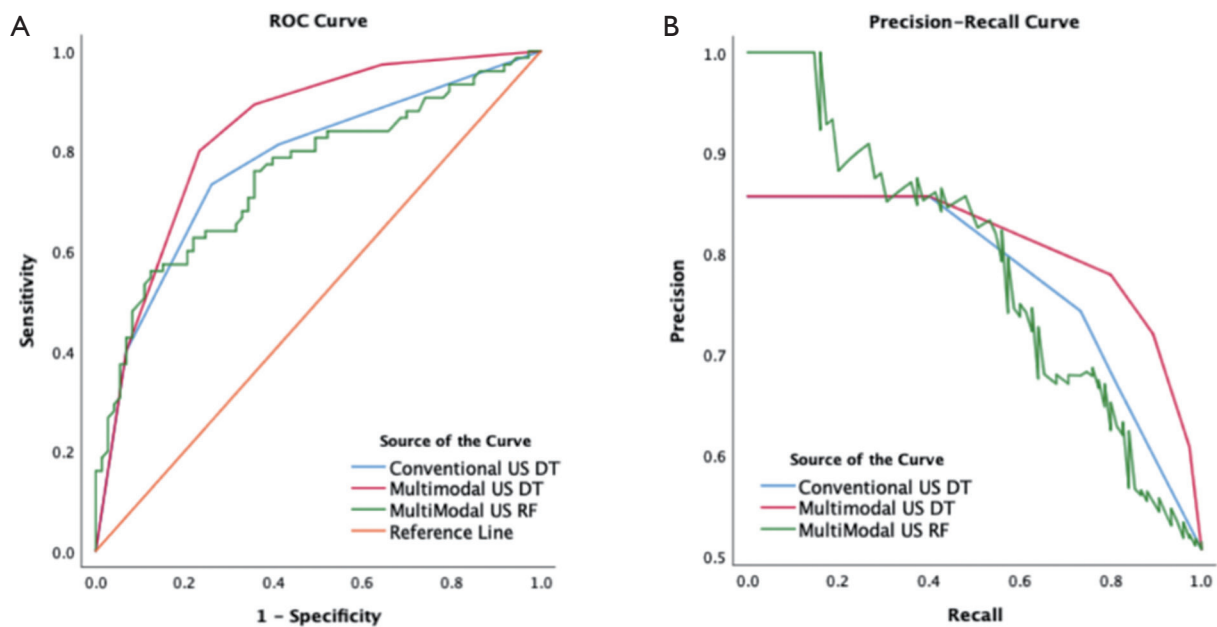 A
ROC Curve
Sensitivity
1.0
0.8
0.6
0.4
0.2
0.0
Source of the Curve
Conventional US DT
Multimodal US DT
MultiModal US RF
Reference Line
0.0 0.2 0.4 0.6 0.8 1.0
1 – Specificity
B
Precision–Recall Curve
Precision
1.0
0.9
0.8
0.7
0.6
0.5
Source of the Curve
Conventional US DT
Multimodal US DT
MultiModal US RF
0.0 0.2 0.4 0.6 0.8 1.0
Recall